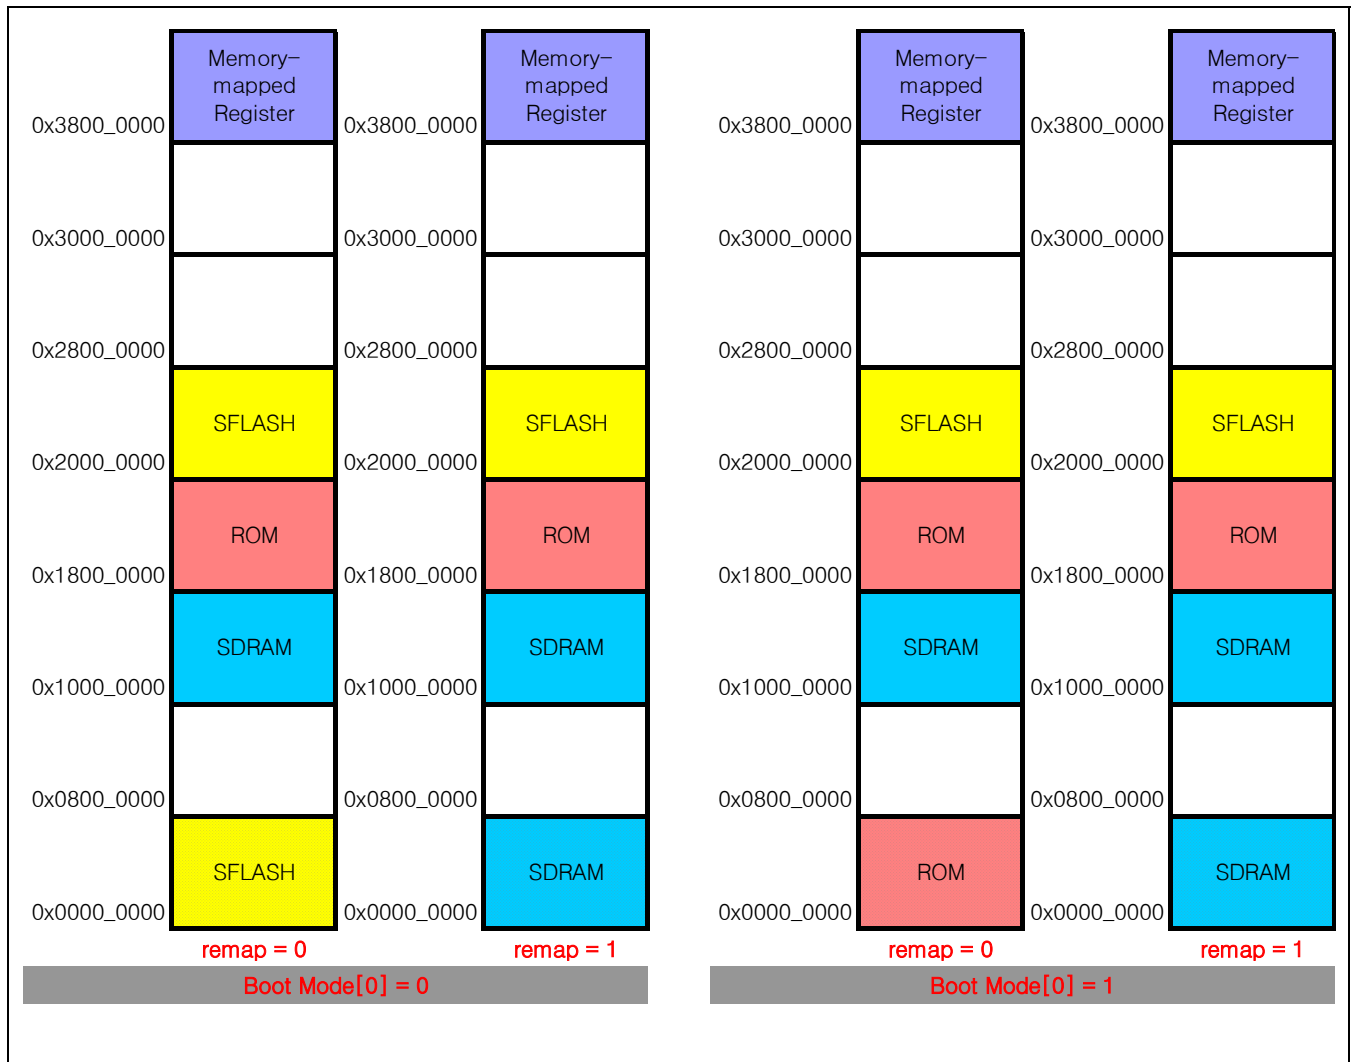 Memory-
mapped
Register
0x3800_0000
0x3000_0000
0x2800_0000
SFLASH
0x2000_0000
ROM
0x1800_0000
SDRAM
0x1000_0000
0x0800_0000
SFLASH
0x0000_0000
remap = 0
Memory-
mapped
Register
0x3800_0000
0x3000_0000
0x2800_0000
SFLASH
0x2000_0000
ROM
0x1800_0000
SDRAM
0x1000_0000
0x0800_0000
SDRAM
0x0000_0000
remap = 1
Boot Mode[0] = 0
Memory-
mapped
Register
0x3800_0000
0x3000_0000
0x2800_0000
SFLASH
0x2000_0000
ROM
0x1800_0000
SDRAM
0x1000_0000
0x0800_0000
ROM
0x0000_0000
remap = 0
Memory-
mapped
Register
0x3800_0000
0x3000_0000
0x2800_0000
SFLASH
0x2000_0000
ROM
0x1800_0000
SDRAM
0x1000_0000
0x0800_0000
SDRAM
0x0000_0000
remap = 1
Boot Mode[0] = 1